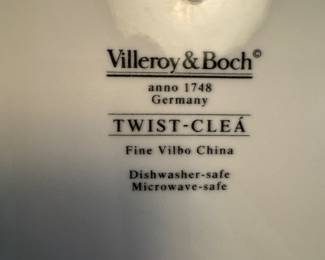 Villeroy & Boch©
anno 1748
Germany
TWIST-CLEÁ
Fine Vilbo China
Dishwasher-safe
Microwave-safe